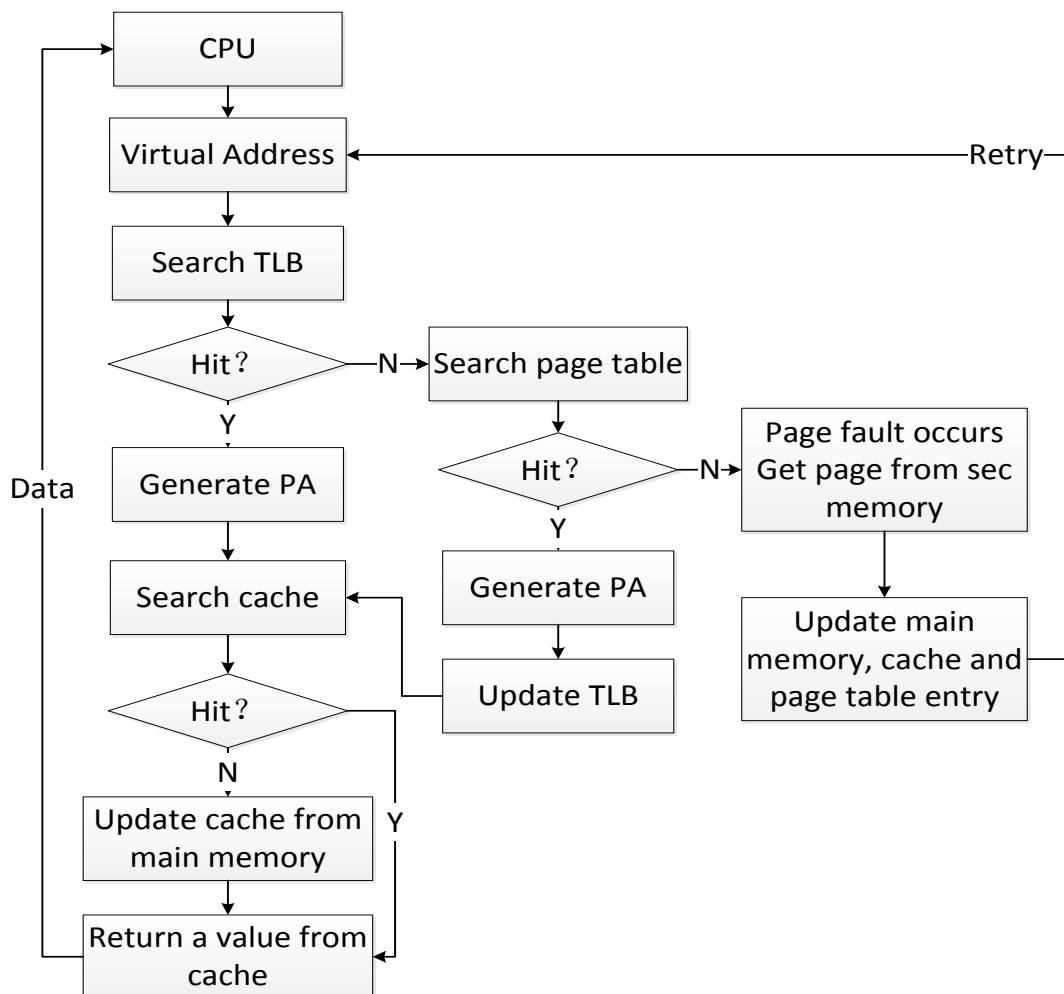 CPU
Virtual Address
Retry
Search TLB
Hit？
N
Search page table
Y
Hit？
N
Page fault occurs
Get page from sec
memory
Data
Generate PA
Y
Search cache
Generate PA
Update main
memory, cache and
page table entry
Update TLB
Hit？
N
Y
Update cache from
main memory
Return a value from
cache